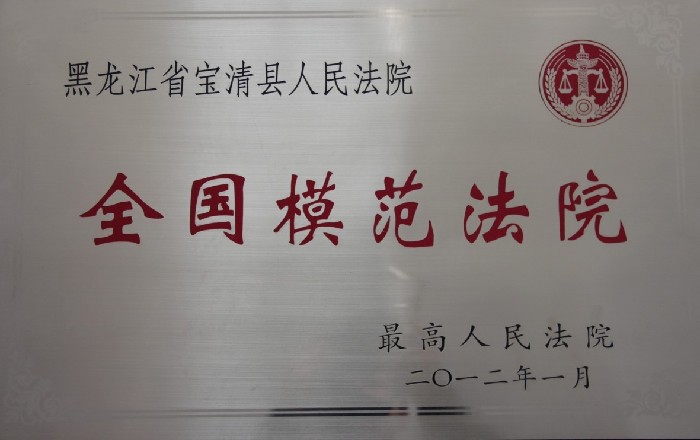 黑龙江省宝清县人民法院
全国模范法院
最高人民法院
二〇一二年一月